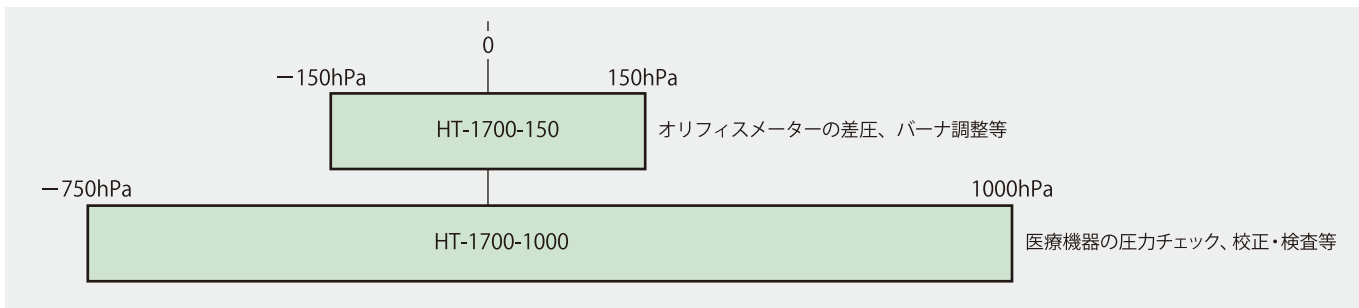 0
−150hPa 150hPa
HT-1700-150 オリフィスメーターの差圧、バーナ調整等
−750hPa 1000hPa
HT-1700-1000 医療機器の圧力チェック、校正・検査等